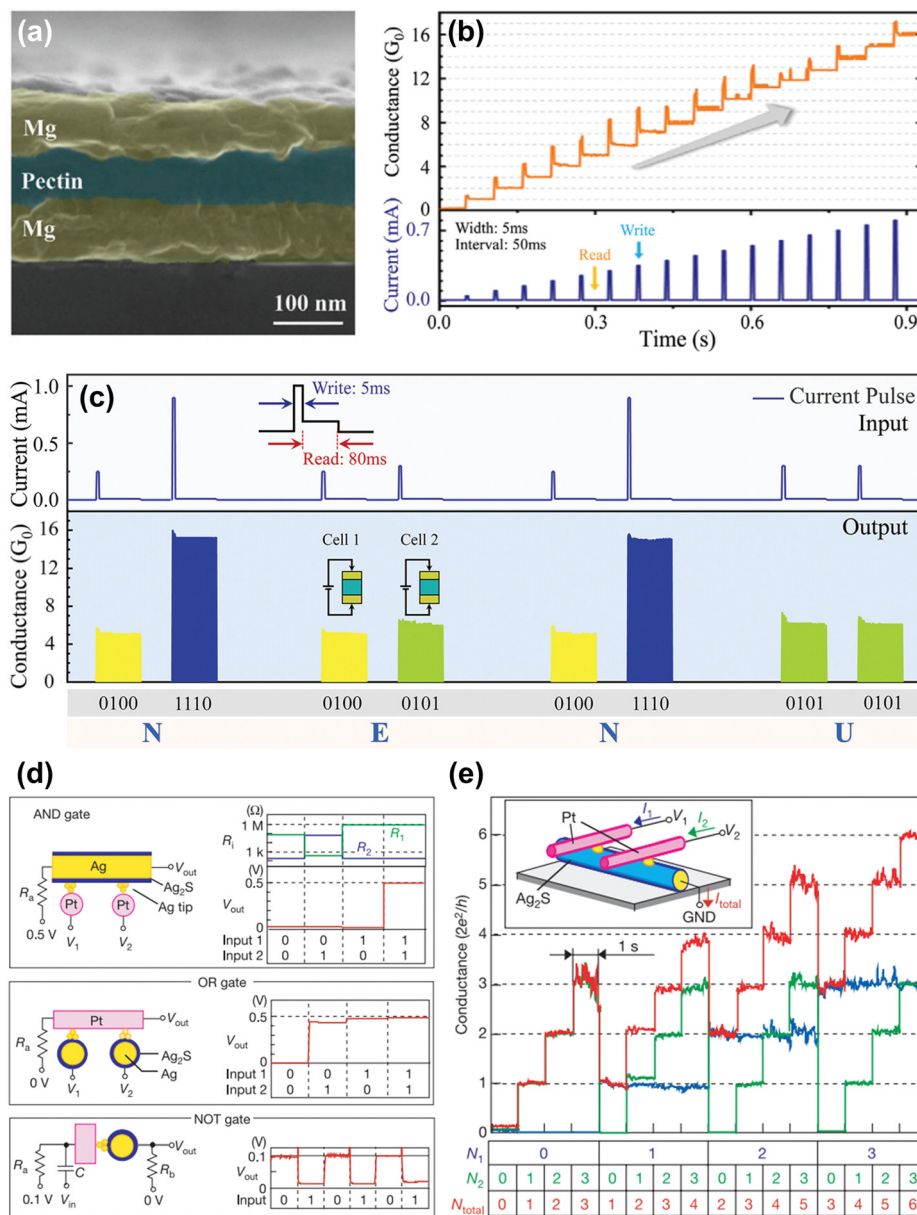 (a)
Mg
Pectin
Mg
100 nm
(b)
Conductance (G0)
16
12
8
4
0
Current (mA)
0.7
0.0
Width: 5ms
Interval: 50ms
Read
Write
0.0 0.3 0.6 0.9
Time (s)
(c)
Current (mA)
1.0
0.5
0.0
Write: 5ms
Read: 80ms
Current Pulse
Input
Conductance (G0)
16
12
8
4
0
Cell 1
Cell 2
Output
0100 1110 0100 0101 0100 1110 0101 0101
N E N U
(d)
AND gate
Ag
Vout
Ag2S
Ag tip
Ra
Pt Pt
0.5 V
V1 V2
(Ω)
1 M
Ri
1 k
R1
R2
(V)
0.5
Vout
0
Input 1 0 0 1 1
Input 2 0 1 0 1
OR gate
Pt
Vout
Ra
Ag2S
Ag
0 V
V1 V2
(V)
0.5
Vout
0
Input 1 0 0 1 1
Input 2 0 1 0 1
NOT gate
Ra
C
Vout
Rb
0.1 V
Vin
0 V
(V)
0.1
Vout
0
Input 0 1 0 1 0 1
(e)
Conductance (2e²/h)
6
5
4
3
2
1
0
Pt
I1
V1
I2
V2
Ag2S
Itotal
GND
1 s
N1 0 1 2 3
N2 0 1 2 3 0 1 2 3 0 1 2 3 0 1 2 3
Ntotal 0 1 2 3 1 2 3 4 2 3 4 5 3 4 5 6